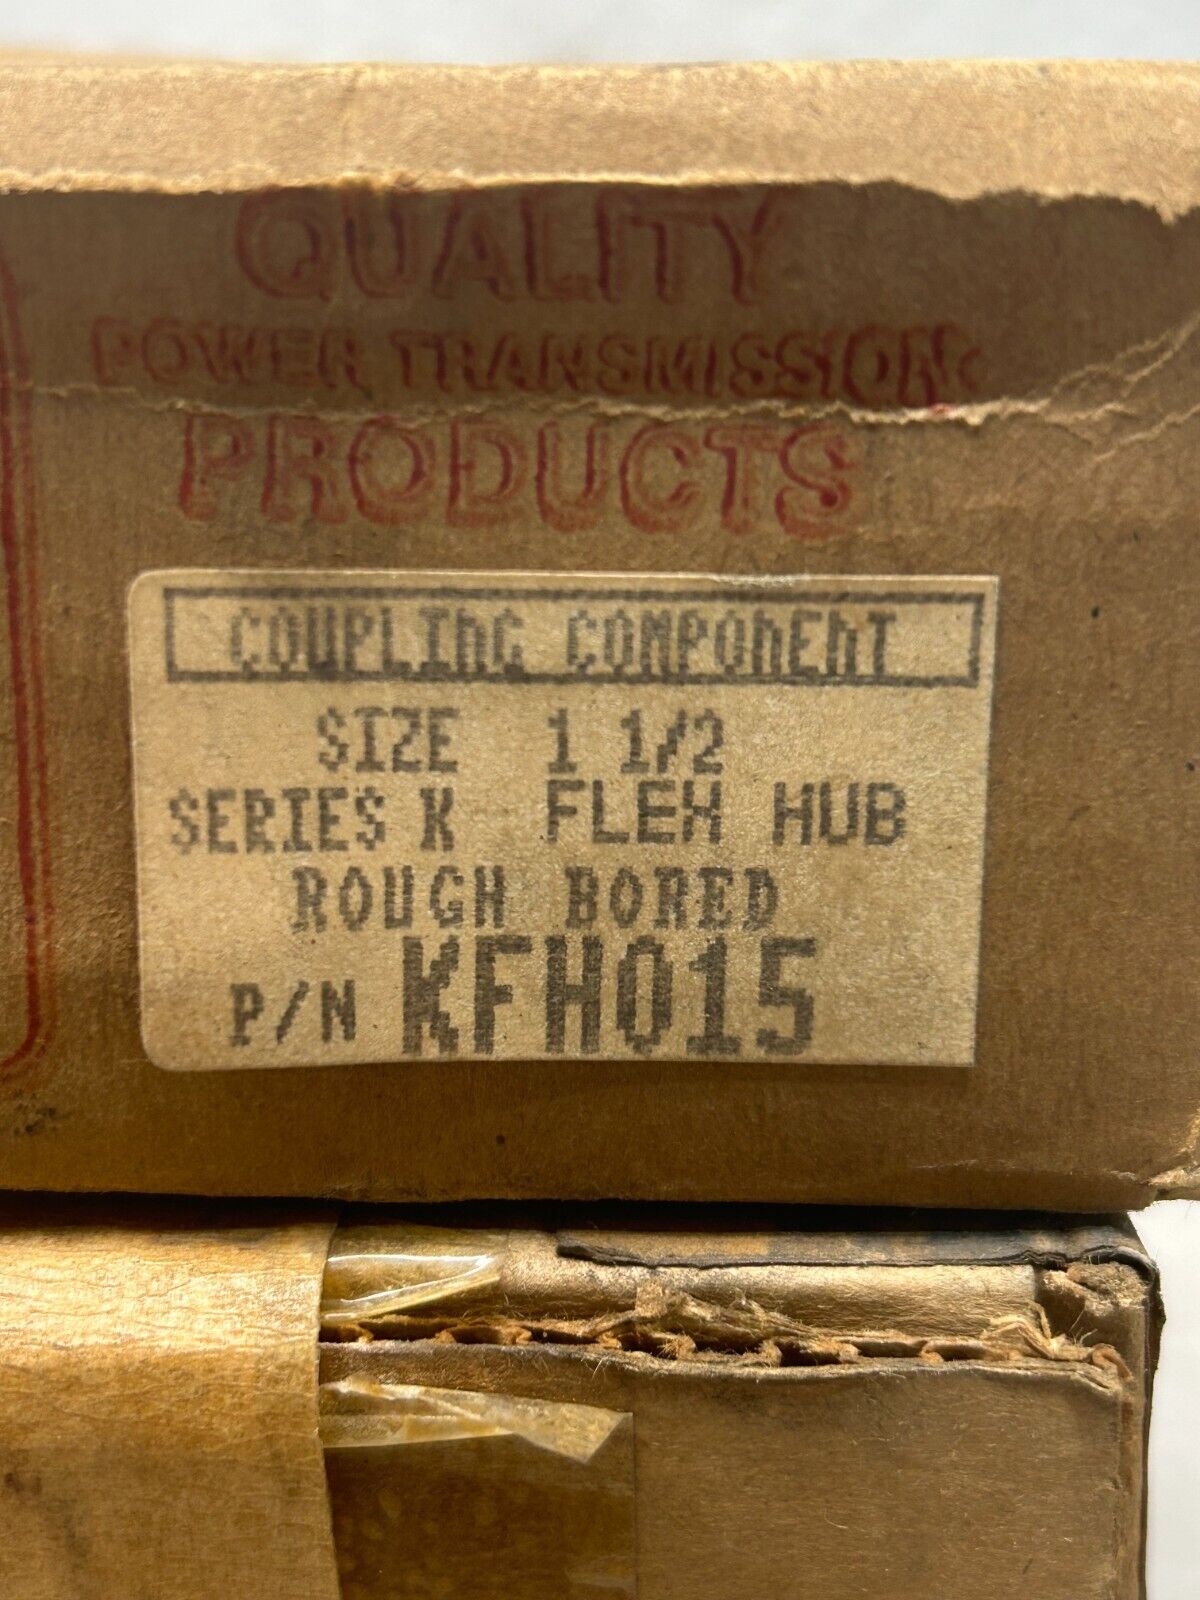 QUALITY
POWER TRANSMISSION
PRODUCTS
COUPLING COMPONENT
SIZE 1 1/2
SERIES K FLEX HUB
ROUGH BORED
P/N KFH015